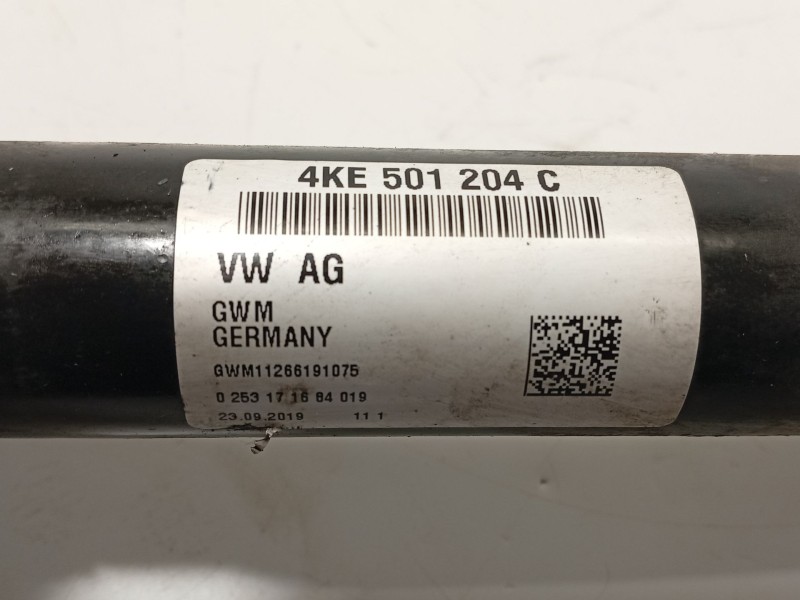 4KE 501 204 C
VW AG
GWM
GERMANY
GWM11266191075
0 253 17 16 84 019
23.09.2019 11 1